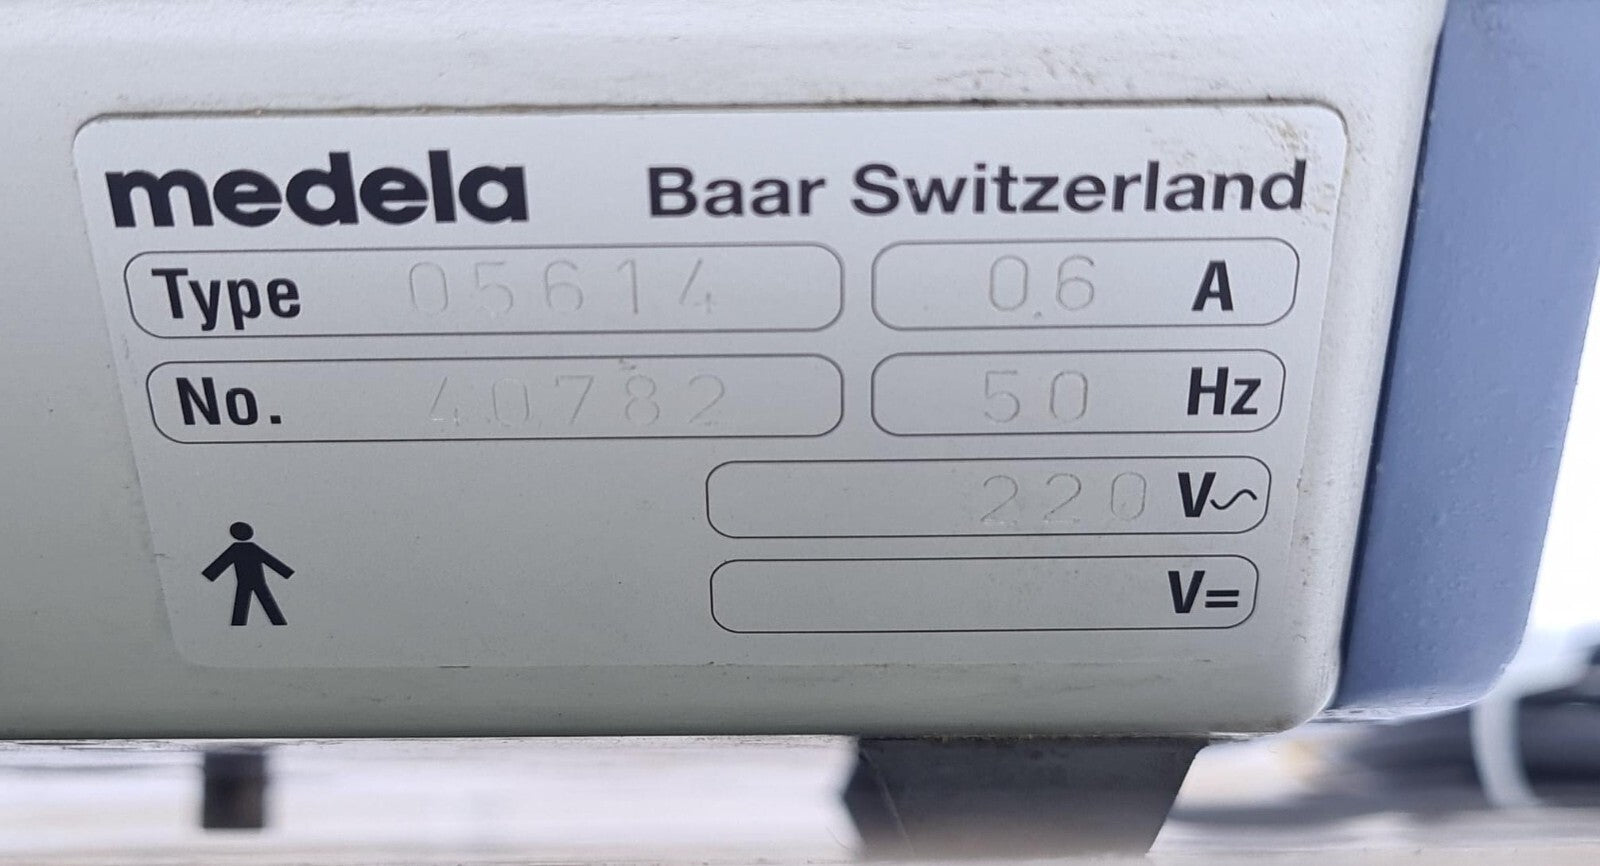 medela Baar Switzerland
Type 05614 0.6 A
No. 40782 50 Hz
220 V~
V=